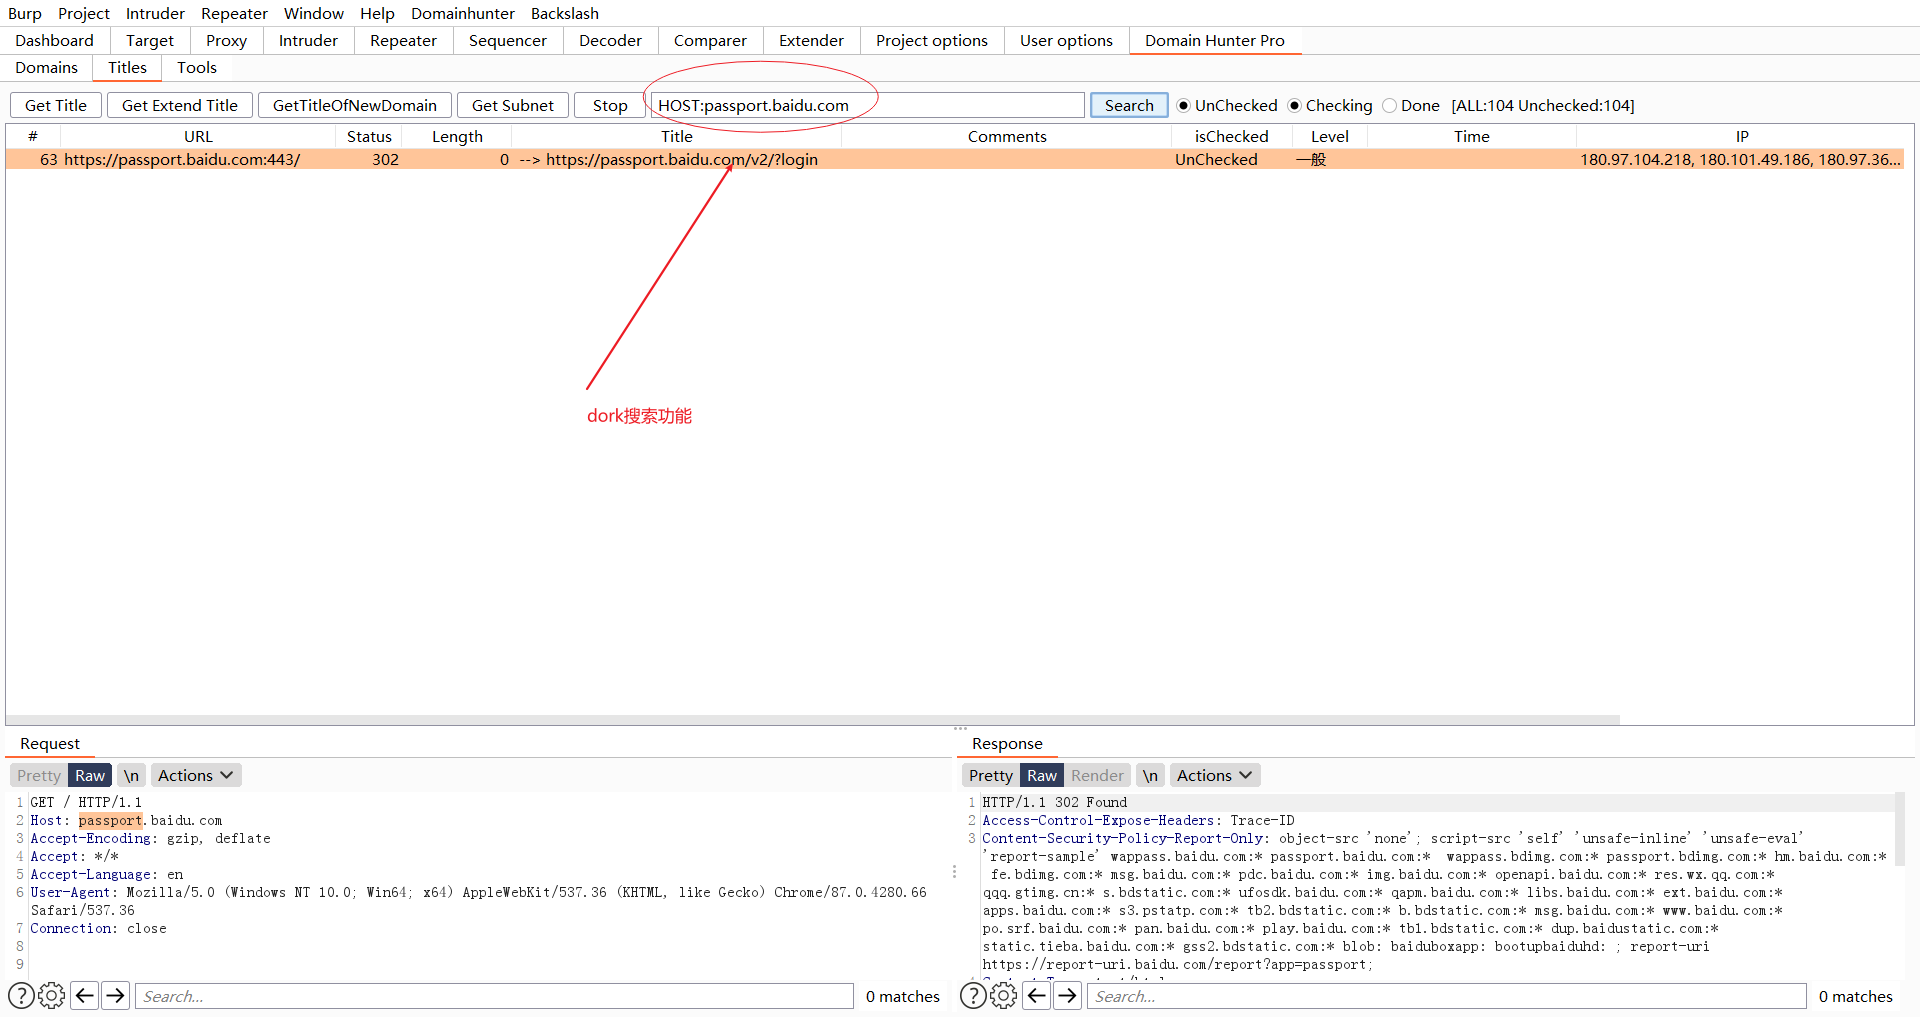 Burp Project Intruder Repeater Window Help Domainhunter Backslash
Dashboard Target Proxy Intruder Repeater Sequencer Decoder Comparer Extender Project options User options Domain Hunter Pro
Domains Titles Tools
Get Title Get Extend Title GetTitleOfNewDomain Get Subnet Stop HOST:passport.baidu.com Search UnChecked Checking Done [ALL:104 Unchecked:104]
# URL Status Length Title Comments isChecked Level Time IP
63 https://passport.baidu.com:443/ 302 0 --> https://passport.baidu.com/v2/?login UnChecked 一般 180.97.104.218, 180.101.49.186, 180.97.36...
dork搜索功能
Request
Pretty Raw \n Actions
1 GET / HTTP/1.1
2 Host: passport.baidu.com
3 Accept-Encoding: gzip, deflate
4 Accept: */*
5 Accept-Language: en
6 User-Agent: Mozilla/5.0 (Windows NT 10.0; Win64; x64) AppleWebKit/537.36 (KHTML, like Gecko) Chrome/87.0.4280.66
Safari/537.36
7 Connection: close
8
9
Search... 0 matches
Response
Pretty Raw Render \n Actions
1 HTTP/1.1 302 Found
2 Access-Control-Expose-Headers: Trace-ID
3 Content-Security-Policy-Report-Only: object-src 'none'; script-src 'self' 'unsafe-inline' 'unsafe-eval'
'report-sample' wappass.baidu.com:* passport.baidu.com:* wappass.bdimg.com:* passport.bdimg.com:* hm.baidu.com:*
fe.bdimg.com:* msg.baidu.com:* pdc.baidu.com:* img.baidu.com:* openapi.baidu.com:* res.wx.qq.com:*
qqq.gtimg.cn:* s.bdstatic.com:* ufosdk.baidu.com:* qapm.baidu.com:* libs.baidu.com:* ext.baidu.com:*
apps.baidu.com:* s3.pstatp.com:* tb2.bdstatic.com:* b.bdstatic.com:* msg.baidu.com:* www.baidu.com:*
po.srf.baidu.com:* pan.baidu.com:* play.baidu.com:* tb1.bdstatic.com:* dup.baidustatic.com:*
static.tieba.baidu.com:* gss2.bdstatic.com:* blob: baiduboxapp: bootupbaiduhd: ; report-uri
https://report-uri.baidu.com/report?app=passport;
Search... 0 matches